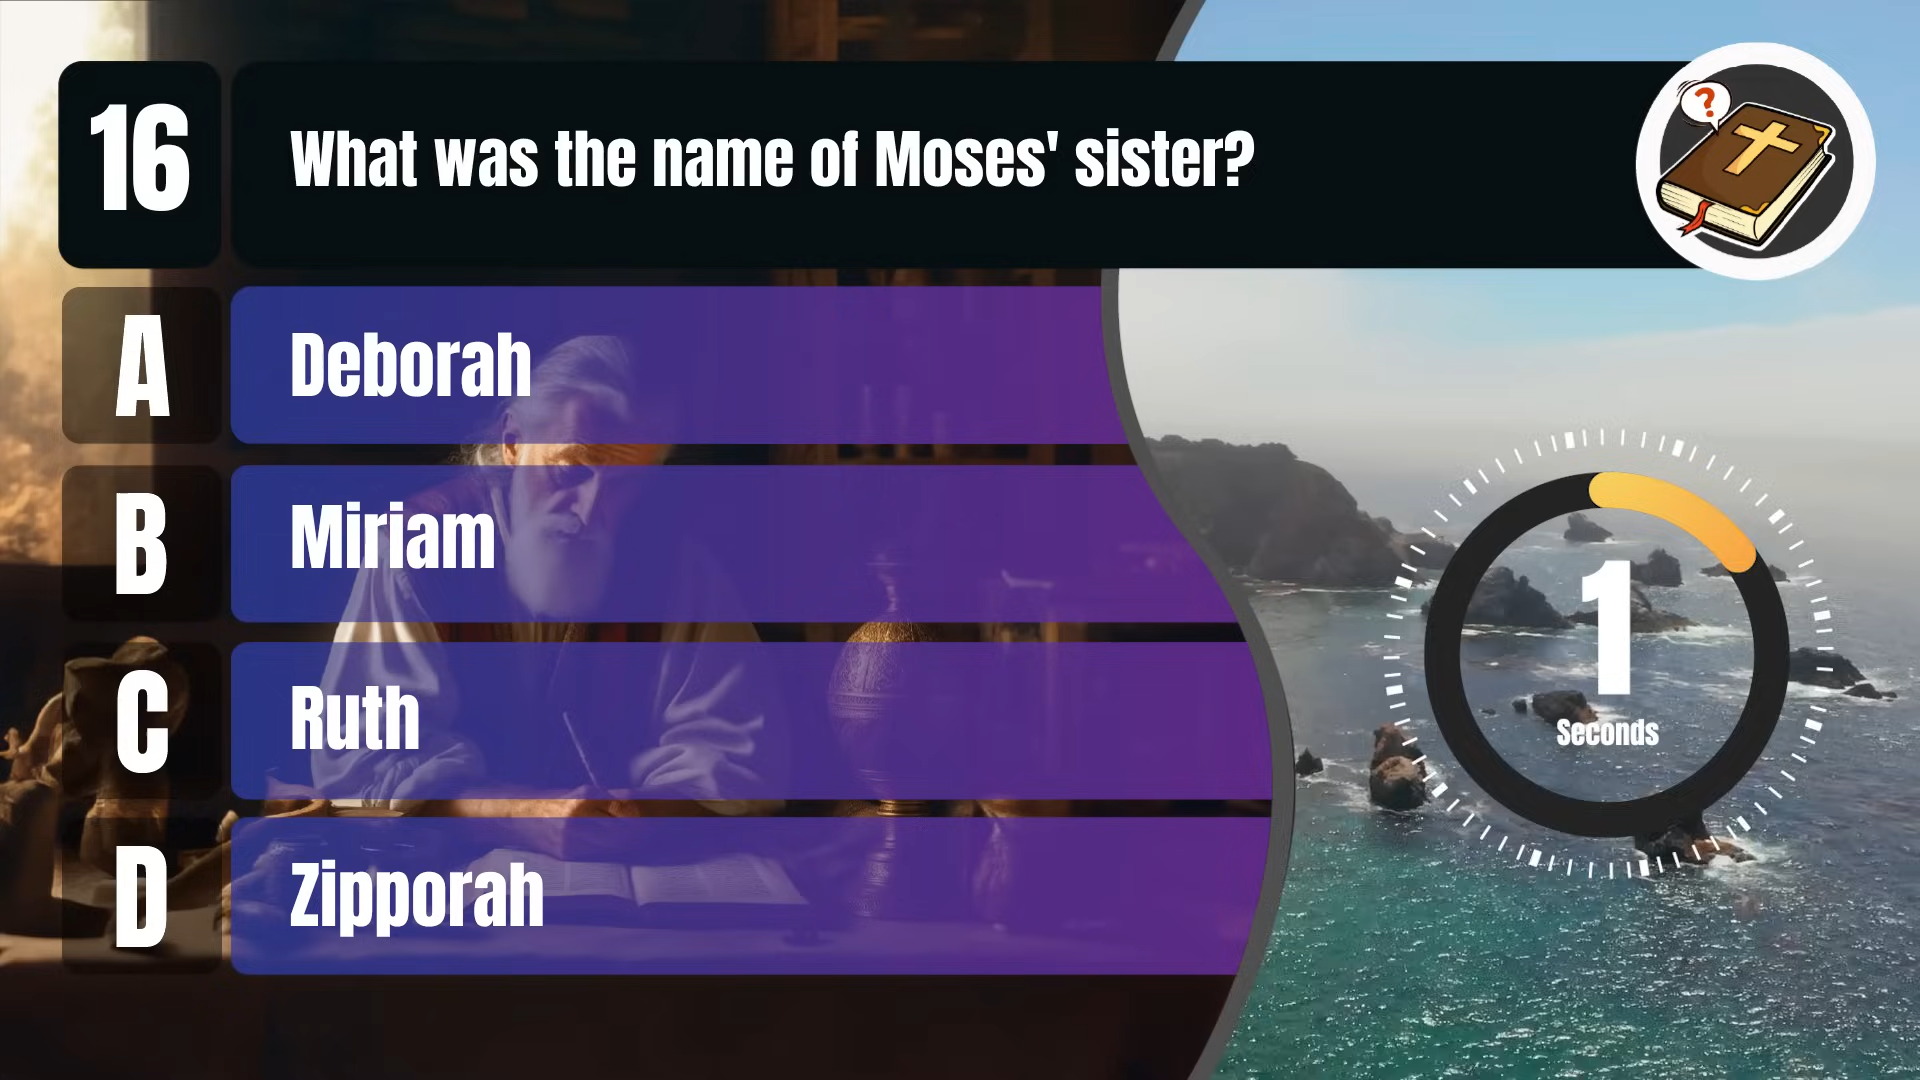 16
What was the name of Moses' sister?
?
A
Deborah
B
Miriam
C
Ruth
D
Zipporah
1
Seconds